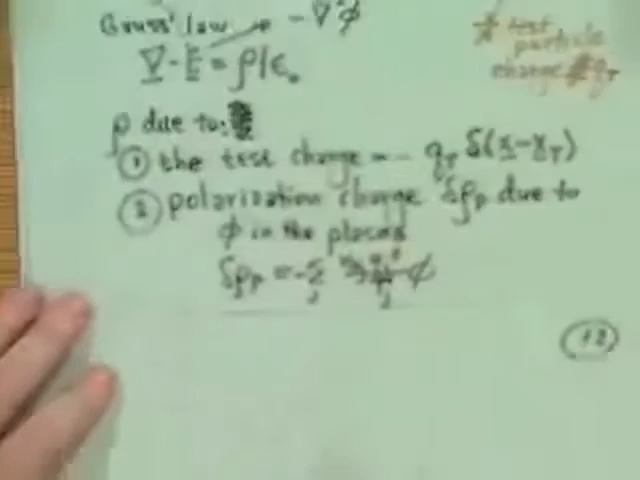 Gauss' law → - ∇ϕ
∇·E = ρ/ϵ₀
test
particle
charge q_T
ρ due to:
① the test charge — q_T δ(x-x_T)
② polarization charge δρ_p due to
ϕ in the plasma
δρ_p = -Σ_j ϕ
12